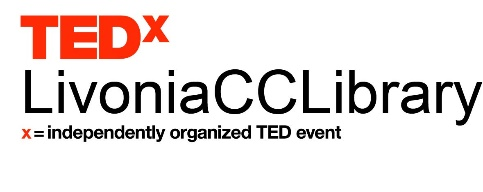 TEDx
LivoniaCCLibrary
x = independently organized TED event